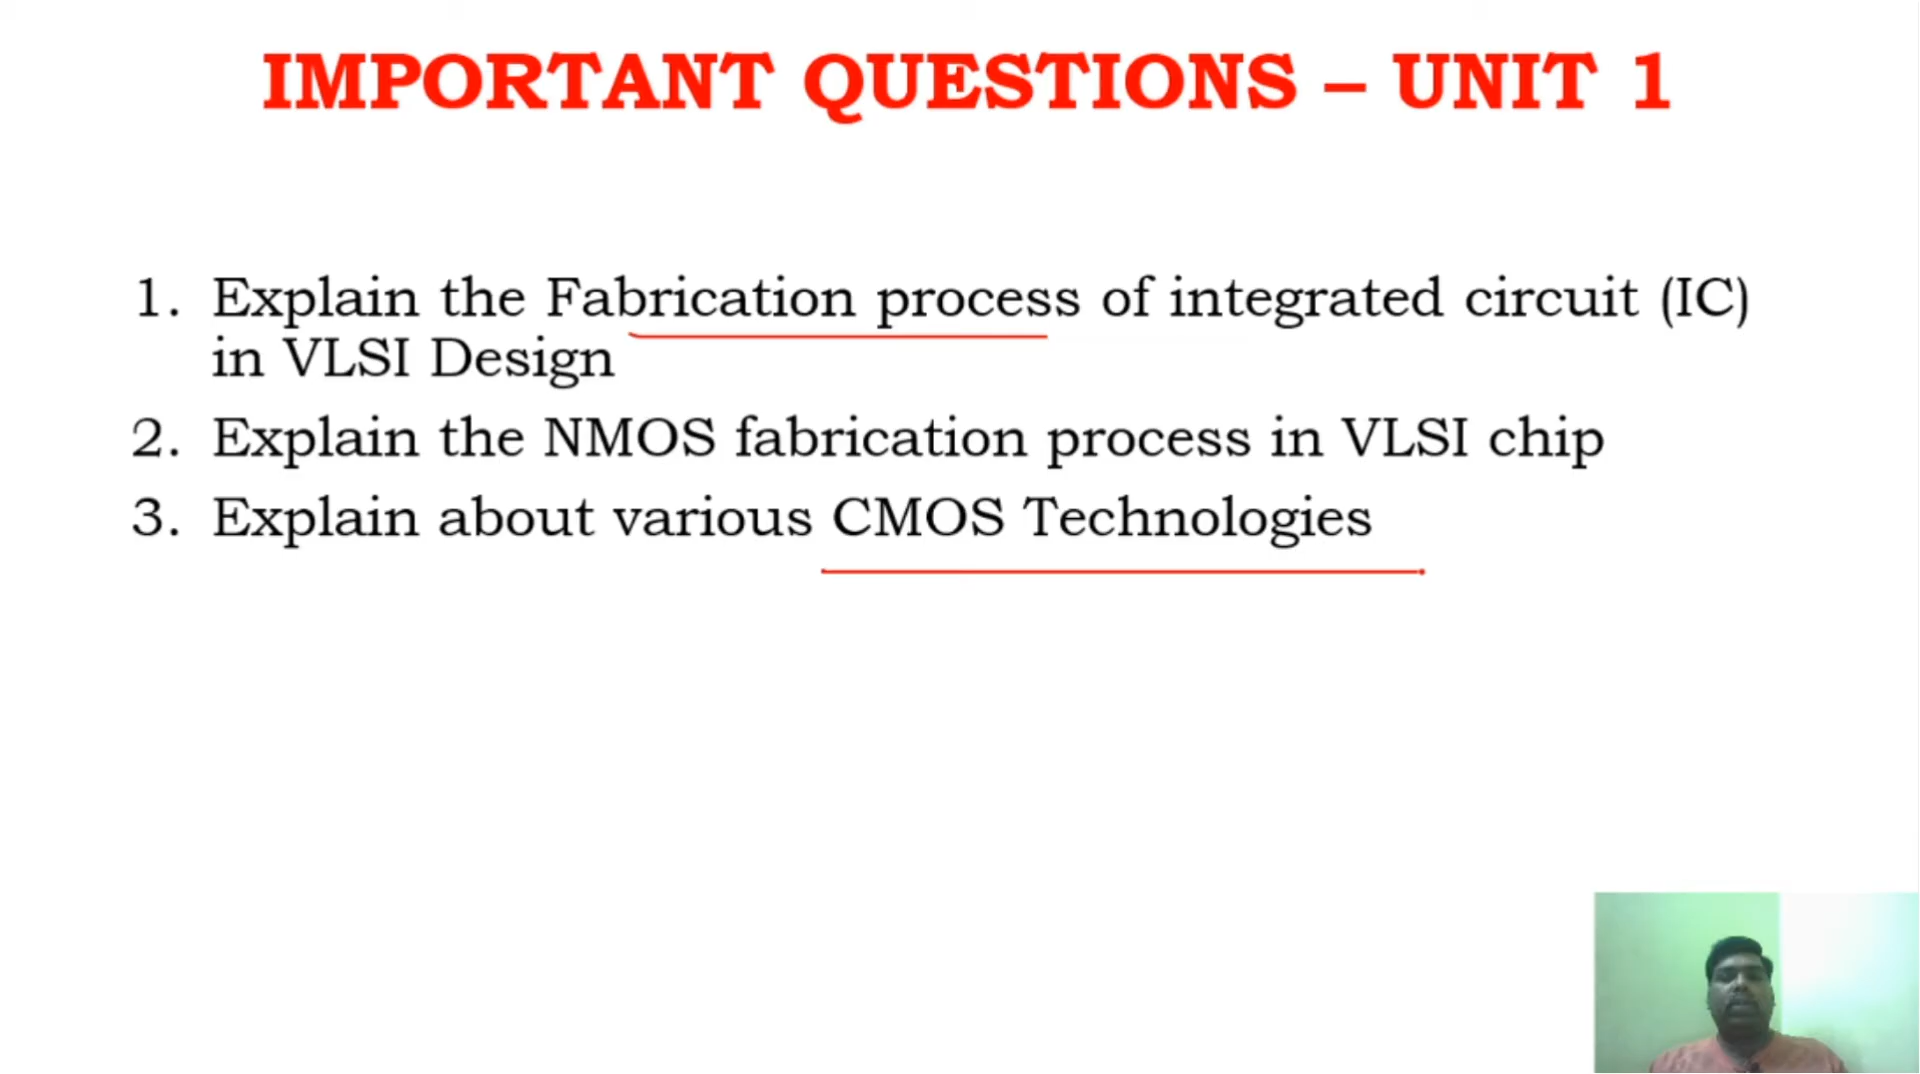 IMPORTANT QUESTIONS – UNIT 1
1. Explain the Fabrication process of integrated circuit (IC)
in VLSI Design
2. Explain the NMOS fabrication process in VLSI chip
3. Explain about various CMOS Technologies